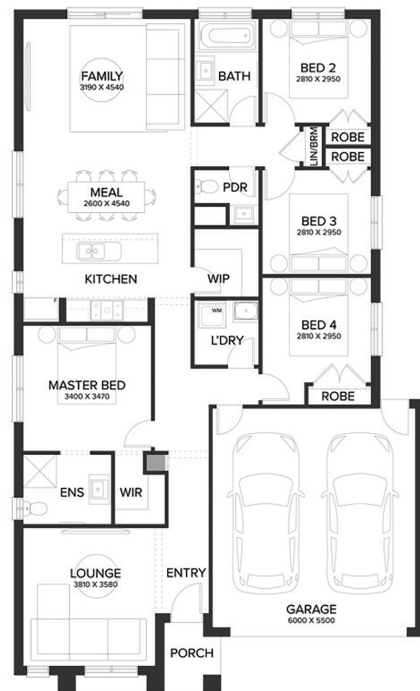 FAMILY
3190 X 4540
BATH
BED 2
2810 X 2950
LIN/BRM
ROBE
ROBE
MEAL
2600 X 4540
PDR
BED 3
2810 X 2950
KITCHEN
WIP
F
WM
L'DRY
BED 4
2810 X 2950
ROBE
MASTER BED
3400 X 3470
ENS
WIR
LOUNGE
3810 X 3580
ENTRY
GARAGE
6000 X 5500
PORCH